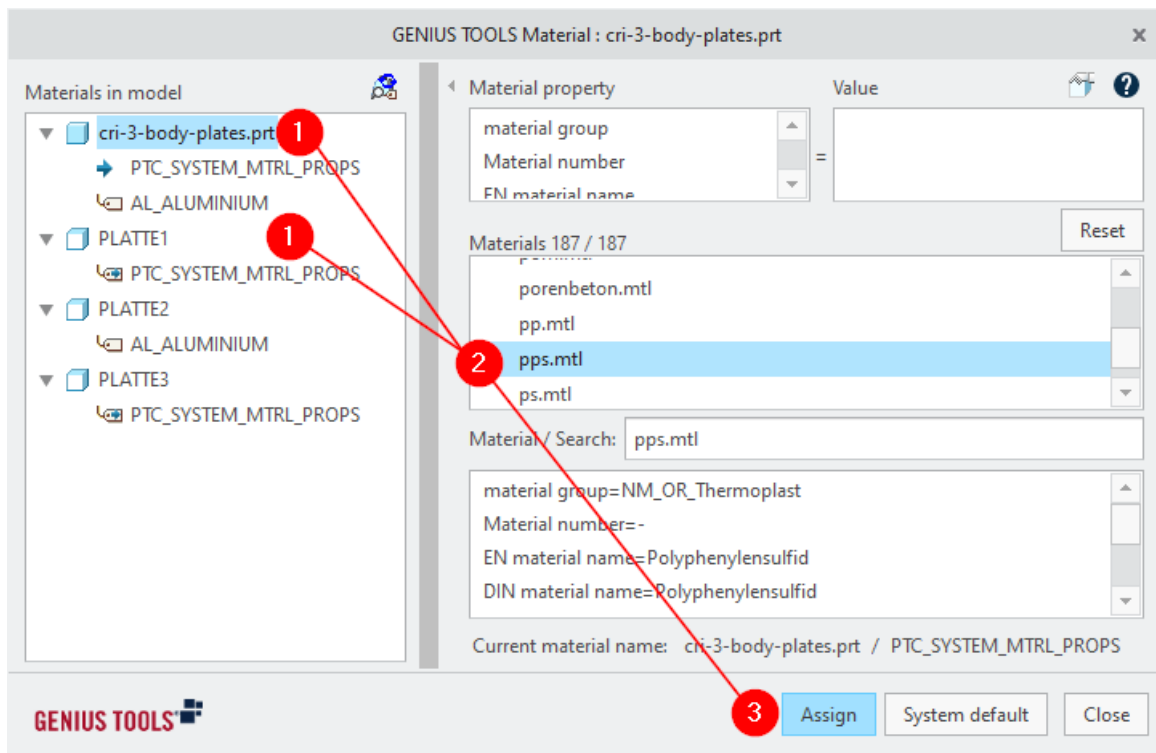 GENIUS TOOLS Material : cri-3-body-plates.prt
Materials in model
cri-3-body-plates.prt
1
PTC_SYSTEM_MTRL_PROPS
AL_ALUMINIUM
PLATTE1
1
PTC_SYSTEM_MTRL_PROPS
PLATTE2
AL_ALUMINIUM
PLATTE3
PTC_SYSTEM_MTRL_PROPS
Material property
Value
material group
Material number
=
EN material name
Reset
Materials 187 / 187
porenbeton.mtl
pp.mtl
2
pps.mtl
ps.mtl
Material / Search: pps.mtl
material group=NM_OR_Thermoplast
Material number=-
EN material name=Polyphenylensulfid
DIN material name=Polyphenylensulfid
Current material name: cri-3-body-plates.prt / PTC_SYSTEM_MTRL_PROPS
GENIUS TOOLS
3
Assign
System default
Close